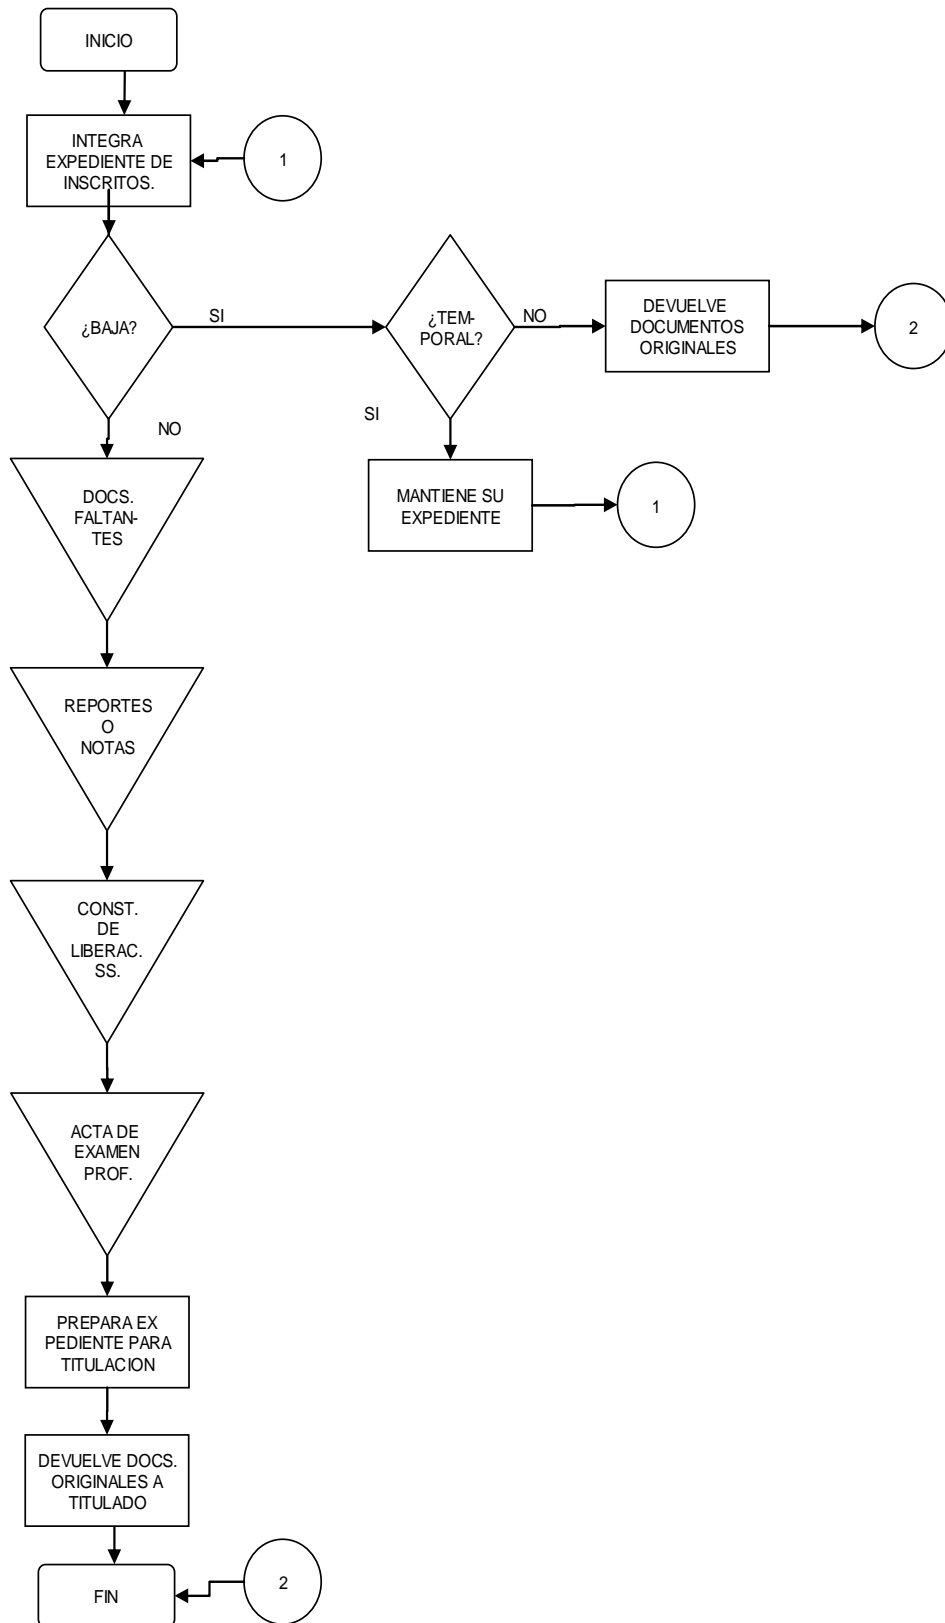 INICIO
INTEGRA
EXPEDIENTE DE
INSCRITOS.
1
¿BAJA?
SI
¿TEM-
PORAL?
NO
DEVUELVE
DOCUMENTOS
ORIGINALES
2
SI
NO
MANTIENE SU
EXPEDIENTE
1
DOCS.
FALTAN-
TES
REPORTES
O
NOTAS
CONST.
DE
LIBERAC.
SS.
ACTA DE
EXAMEN
PROF.
PREPARA EX
PEDIENTE PARA
TITULACION
DEVUELVE DOCS.
ORIGINALES A
TITULADO
FIN
2